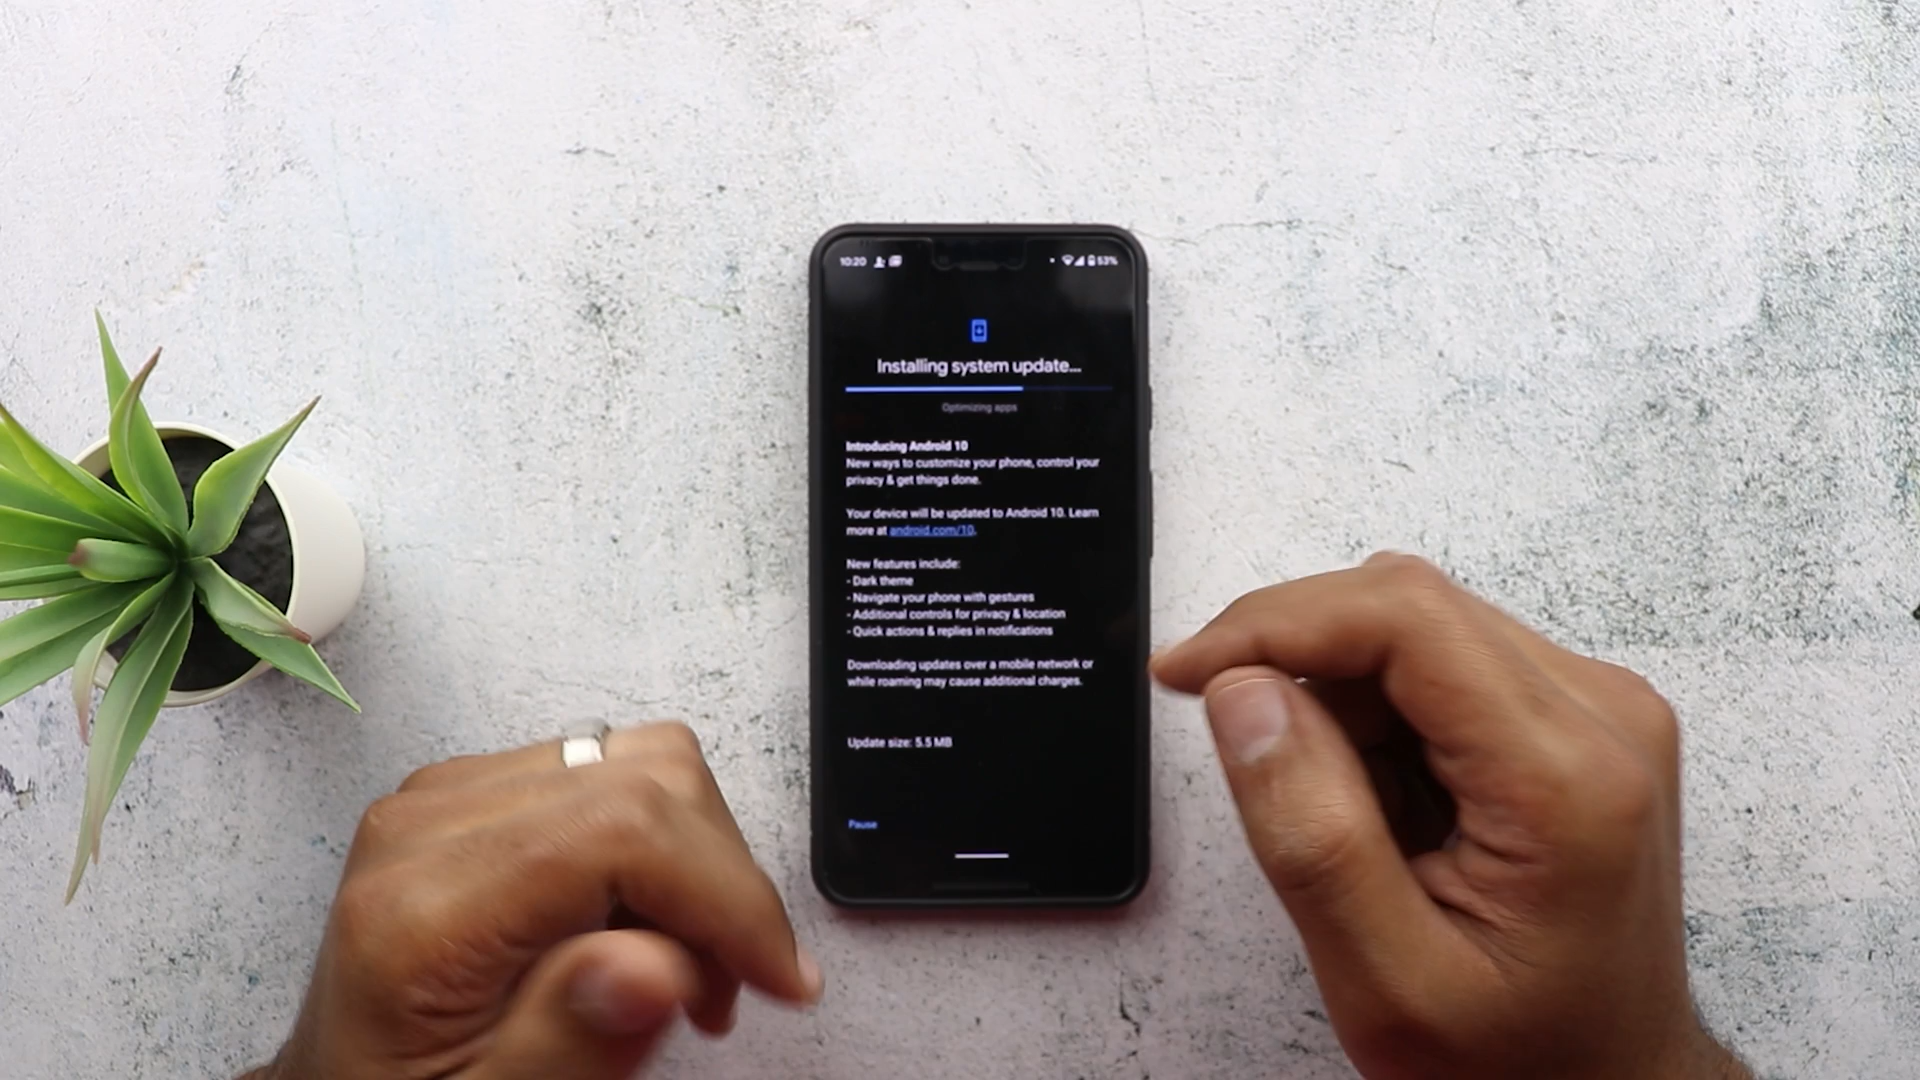 10:20 53%
Installing system update...
Optimizing apps
Introducing Android 10
New ways to customize your phone, control your
privacy & get things done.
Your device will be updated to Android 10. Learn
more at android.com/10.
New features include:
- Dark theme
- Navigate your phone with gestures
- Additional controls for privacy & location
- Quick actions & replies in notifications
Downloading updates over a mobile network or
while roaming may cause additional charges.
Update size: 5.5 MB
Pause